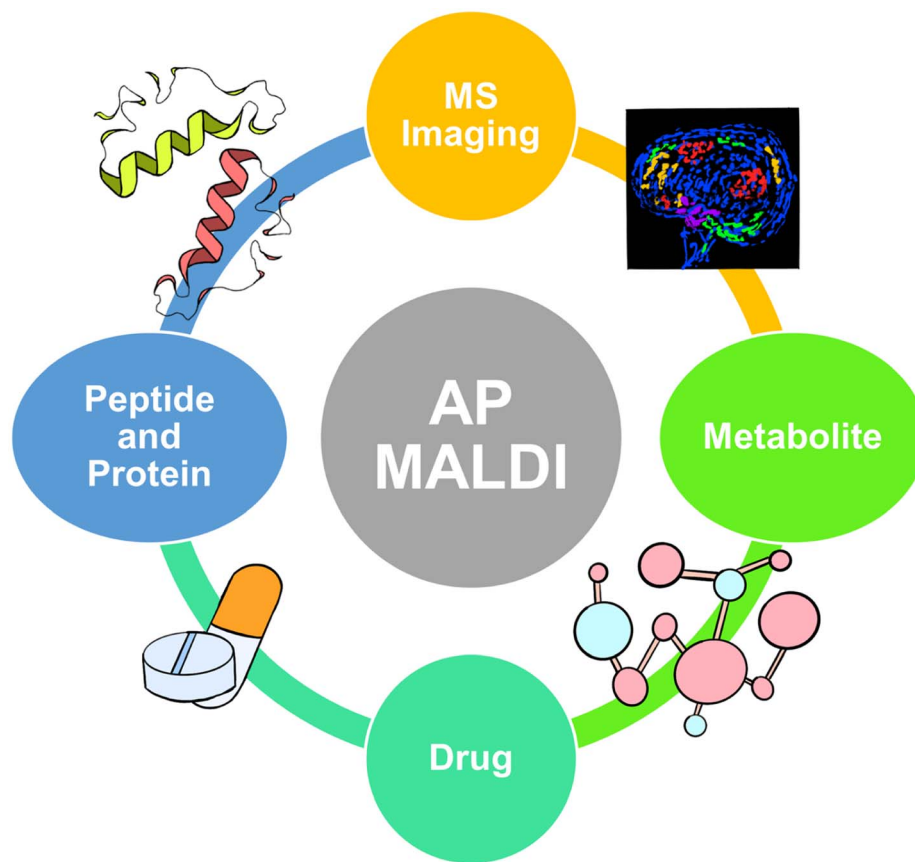 MS
Imaging
Peptide
and
Protein
AP
MALDI
Metabolite
Drug